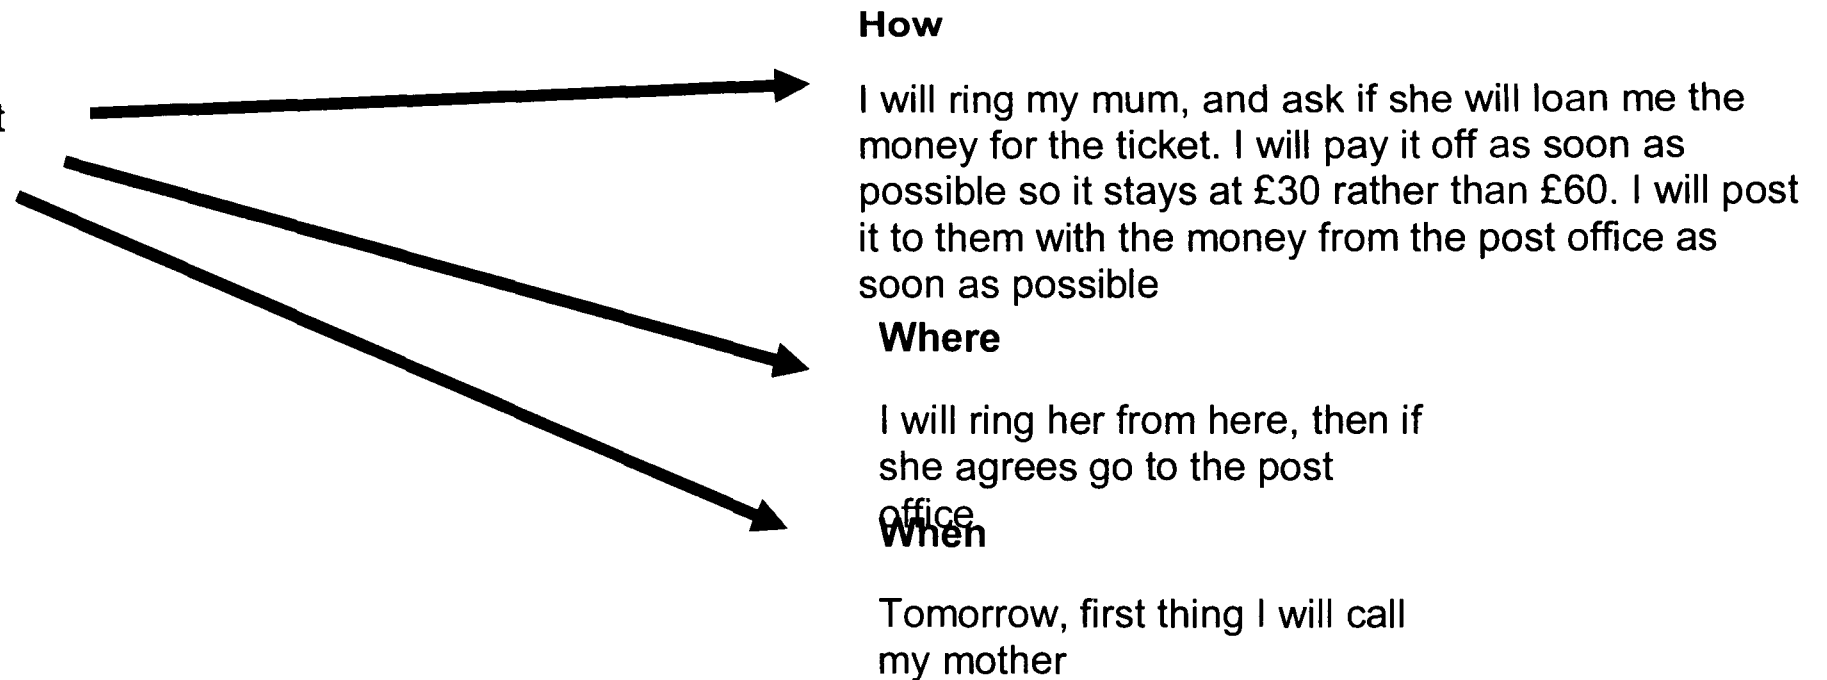 How
t
I will ring my mum, and ask if she will loan me the
money for the ticket. I will pay it off as soon as
possible so it stays at £30 rather than £60. I will post
it to them with the money from the post office as
soon as possible
Where
I will ring her from here, then if
she agrees go to the post
office
When
Tomorrow, first thing I will call
my mother